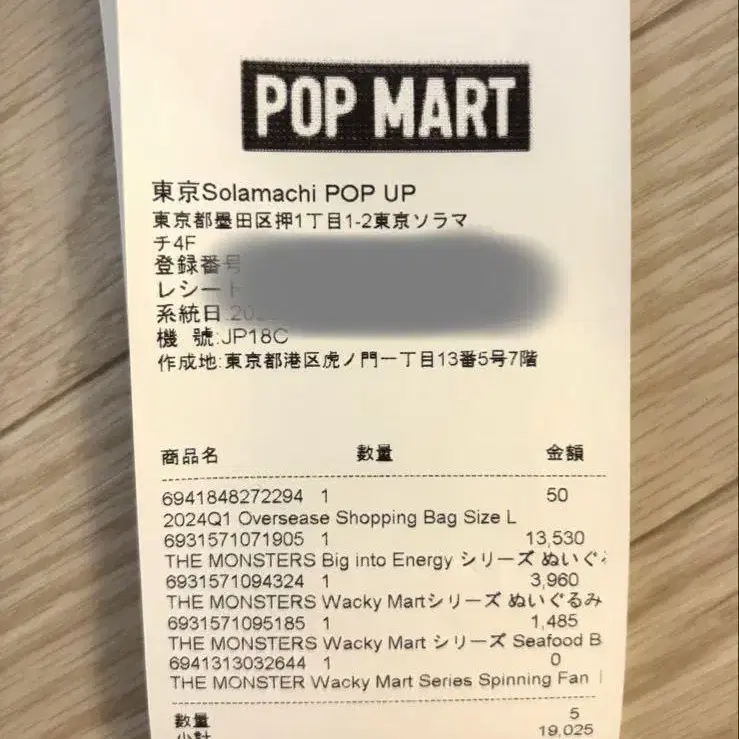 POP MART
東京Solamachi POP UP
東京都墨田区押1丁目1-2東京ソラマ
チ4F
登録番号
レシート
系統日:202
機 號:JP18C
作成地:東京都港区虎ノ門一丁目13番5号7階
商品名 数量 金額
6941848272294 1 50
2024Q1 Oversease Shopping Bag Size L
6931571071905 1 13,530
THE MONSTERS Big into Energy シリーズ ぬいぐ
6931571094324 1 3,960
THE MONSTERS Wacky Martシリーズ ぬいぐるみ
6931571095185 1 1,485
THE MONSTERS Wacky Mart シリーズ Seafood B
6941313032644 1 0
THE MONSTER Wacky Mart Series Spinning Fan
数量 5
小計 19,025